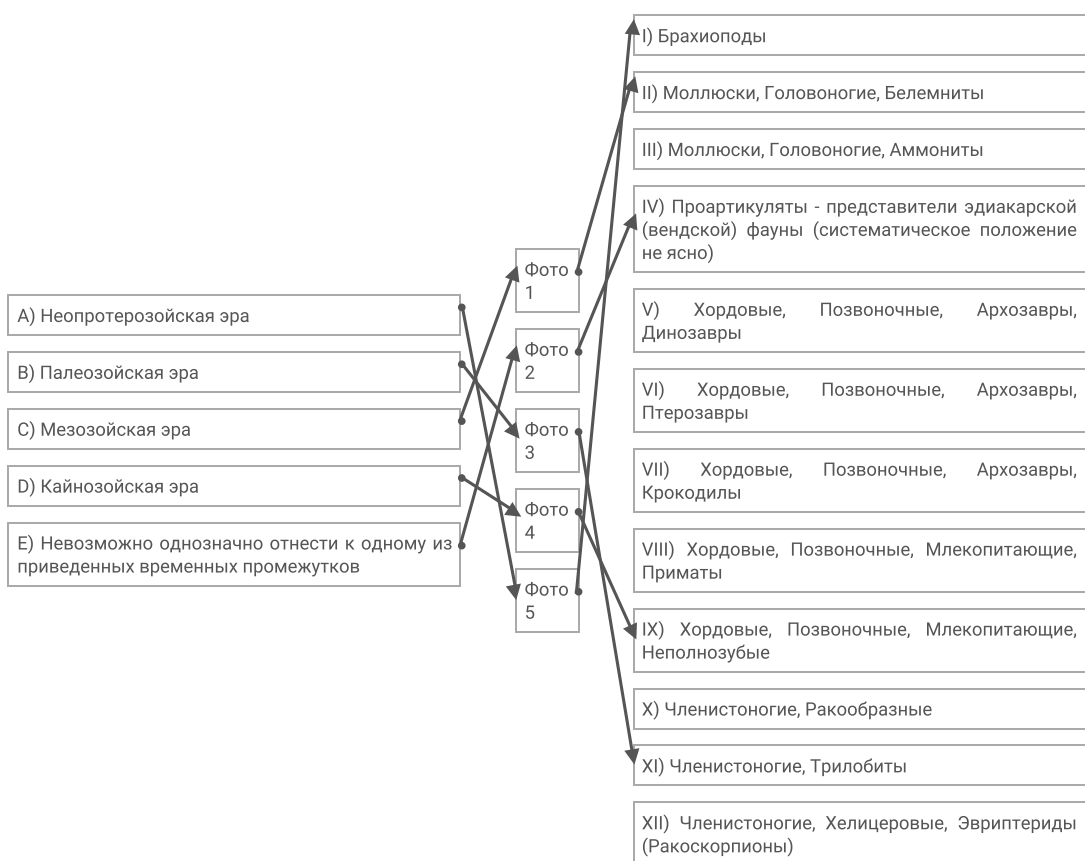 A) Неопротерозойская эра
B) Палеозойская эра
C) Мезозойская эра
D) Кайнозойская эра
E) Невозможно однозначно отнести к одному из
приведенных временных промежутков
Фото
1
Фото
2
Фото
3
Фото
4
Фото
5
I) Брахиоподы
II) Моллюски, Головоногие, Белемниты
III) Моллюски, Головоногие, Аммониты
IV) Проартикуляты - представители эдиакарской
(вендской) фауны (систематическое положение
не ясно)
V) Хордовые, Позвоночные, Архозавры,
Динозавры
VI) Хордовые, Позвоночные, Архозавры,
Птерозавры
VII) Хордовые, Позвоночные, Архозавры,
Крокодилы
VIII) Хордовые, Позвоночные, Млекопитающие,
Приматы
IX) Хордовые, Позвоночные, Млекопитающие,
Неполнозубые
X) Членистоногие, Ракообразные
XI) Членистоногие, Трилобиты
XII) Членистоногие, Хелицеровые, Эвриптериды
(Ракоскорпионы)